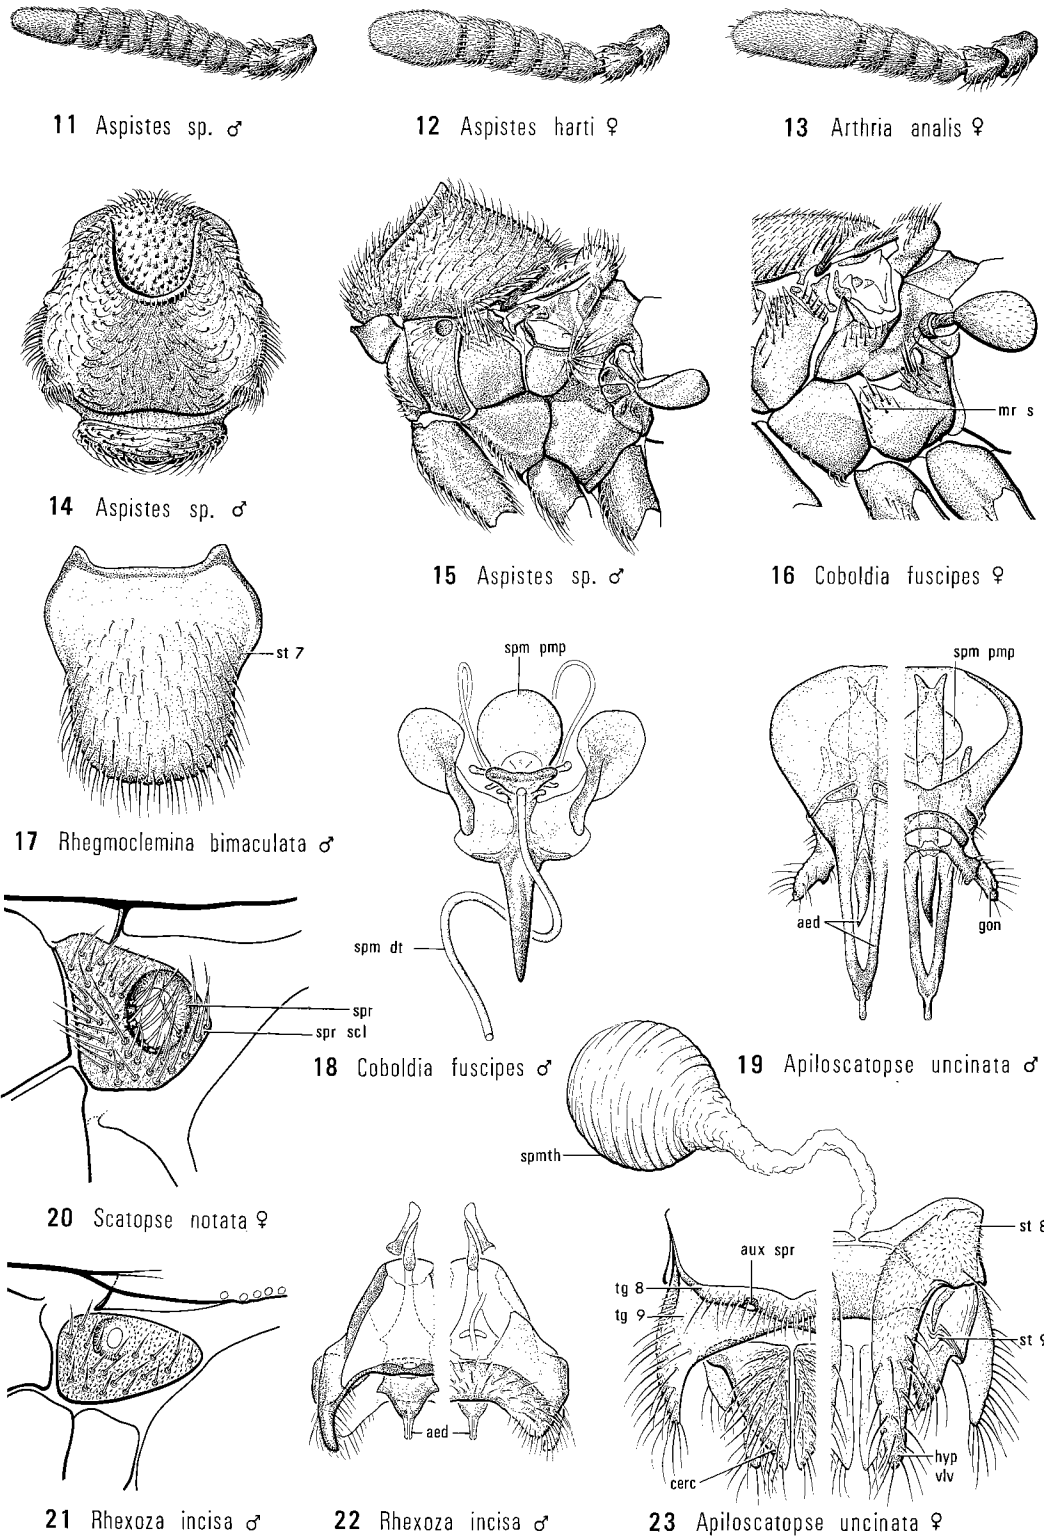 11 Aspistes sp. ♂
12 Aspistes harti ♀
13 Arthria analis ♀
14 Aspistes sp. ♂
15 Aspistes sp. ♂
mr s
16 Coboldia fuscipes ♀
st 7
17 Rhegmoclemina bimaculata ♂
spm pmp
spm dt
18 Coboldia fuscipes ♂
spm pmp
aed
gon
19 Apiloscatopse uncinata ♂
spr
spr scl
20 Scatopse notata ♀
21 Rhexoza incisa ♂
aed
22 Rhexoza incisa ♂
spmth
aux spr
tg 8
tg 9
st 8
st 9
cerc
hyp
vlv
23 Apiloscatopse uncinata ♀